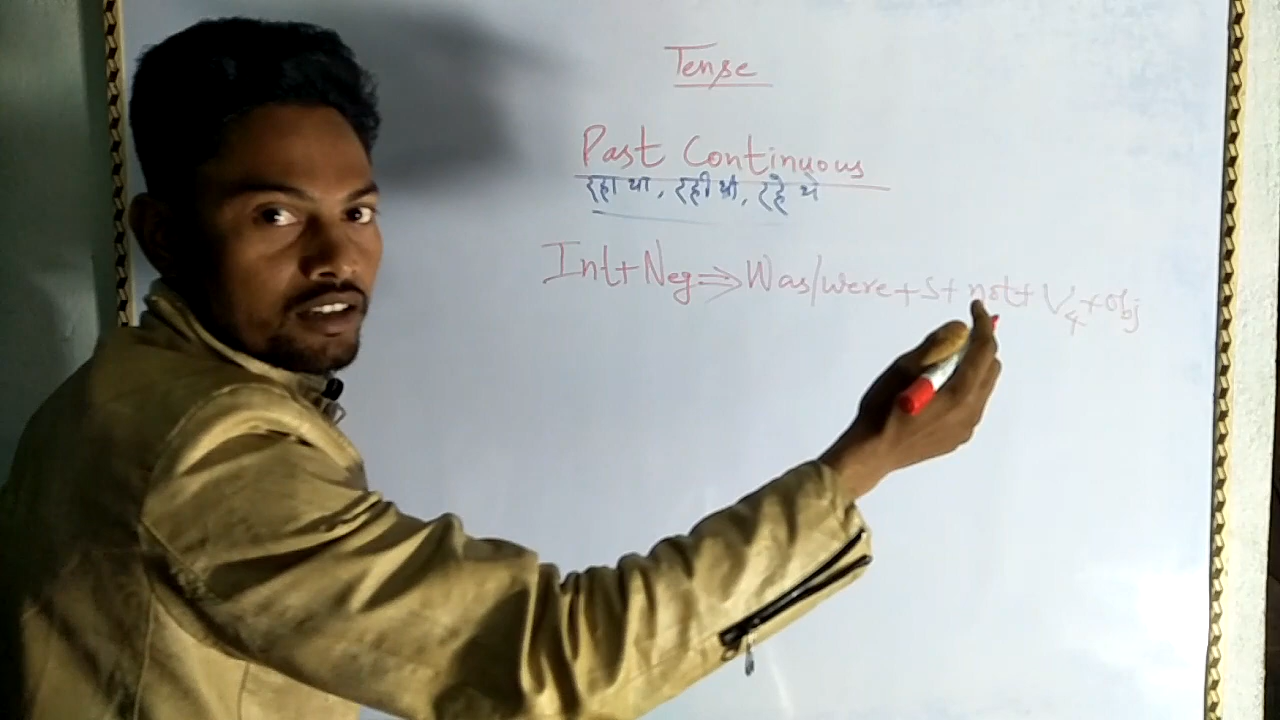 Tense
Past Continuous
रहा था, रही थी, रहे थे
Int+Neg⇒Was/were+S+not+V₄+obj